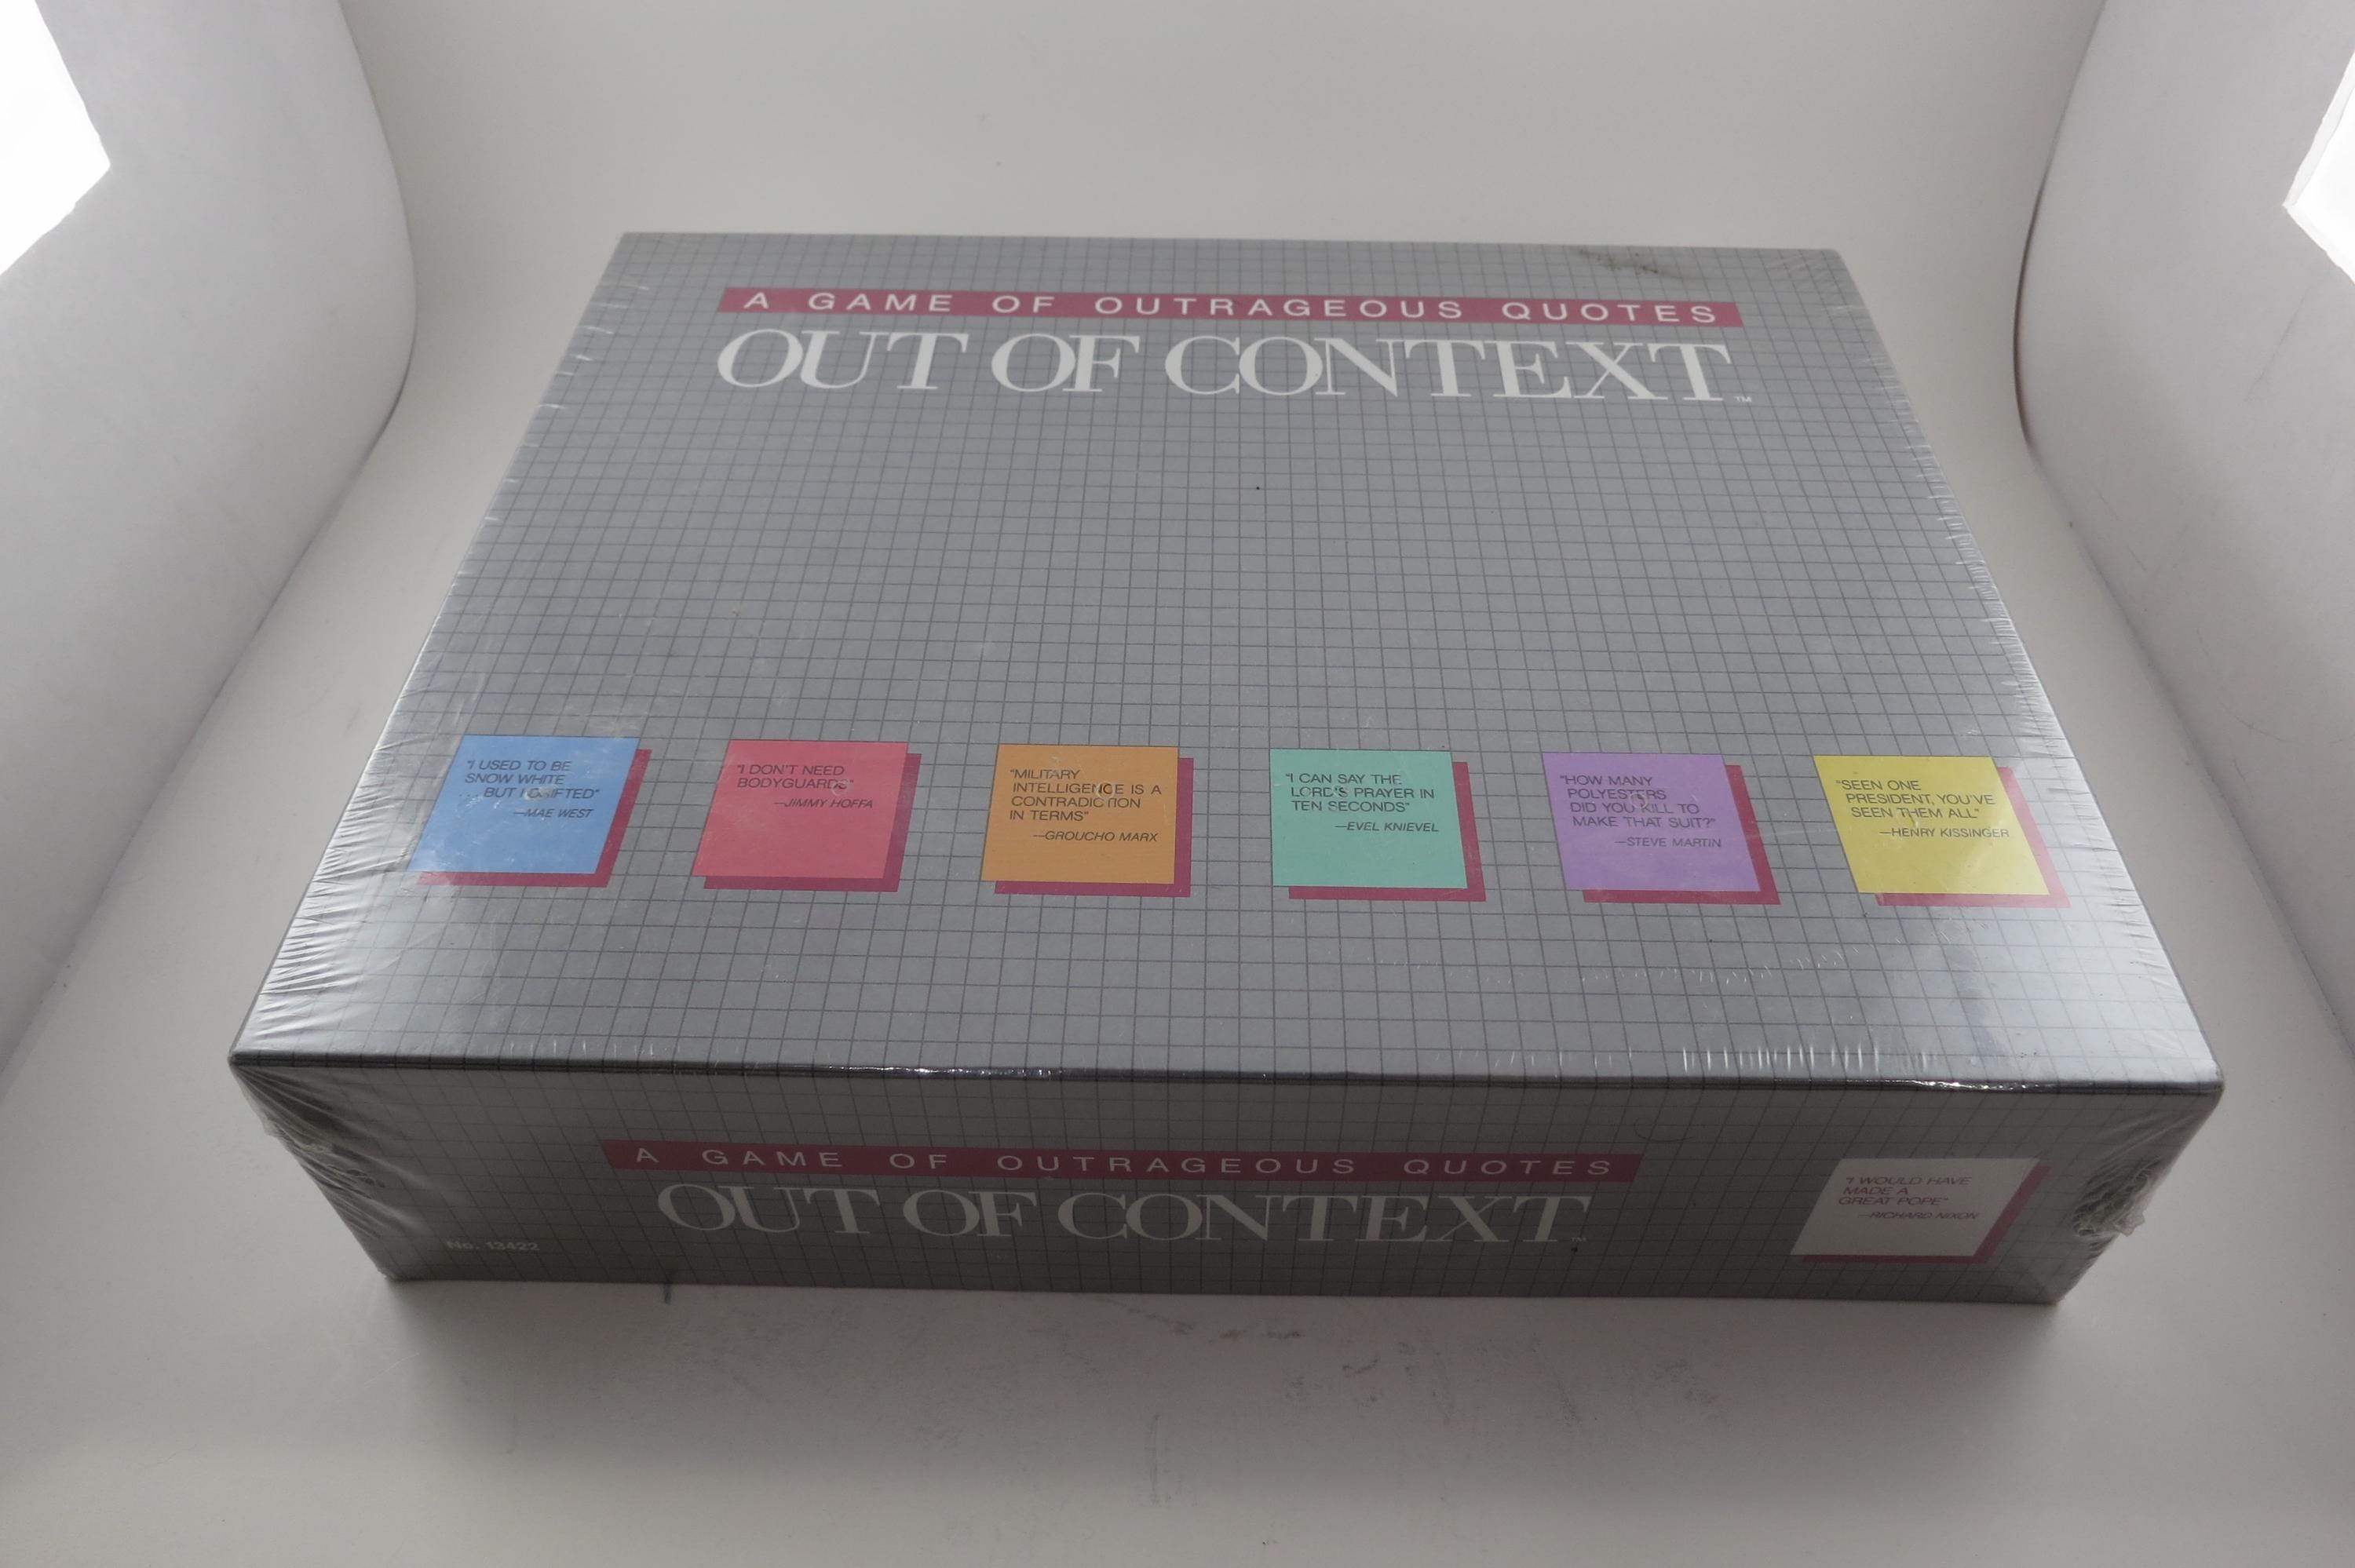 A GAME OF OUTRAGEOUS QUOTES
OUT OF CONTEXT™
"I USED TO BE
SNOW WHITE
... BUT I DRIFTED"
—MAE WEST
"I DON'T NEED
BODYGUARDS"
—JIMMY HOFFA
"MILITARY
INTELLIGENCE IS A
CONTRADICTION
IN TERMS"
—GROUCHO MARX
"I CAN SAY THE
LORD'S PRAYER IN
TEN SECONDS"
—EVEL KNIEVEL
"HOW MANY
POLYESTERS
DID YOU KILL TO
MAKE THAT SUIT?"
—STEVE MARTIN
"SEEN ONE
PRESIDENT, YOU'VE
SEEN THEM ALL"
—HENRY KISSINGER
A GAME OF OUTRAGEOUS QUOTES
OUT OF CONTEXT™
No. 13422
"I WOULD HAVE
MADE A
GREAT POPE"
—RICHARD NIXON